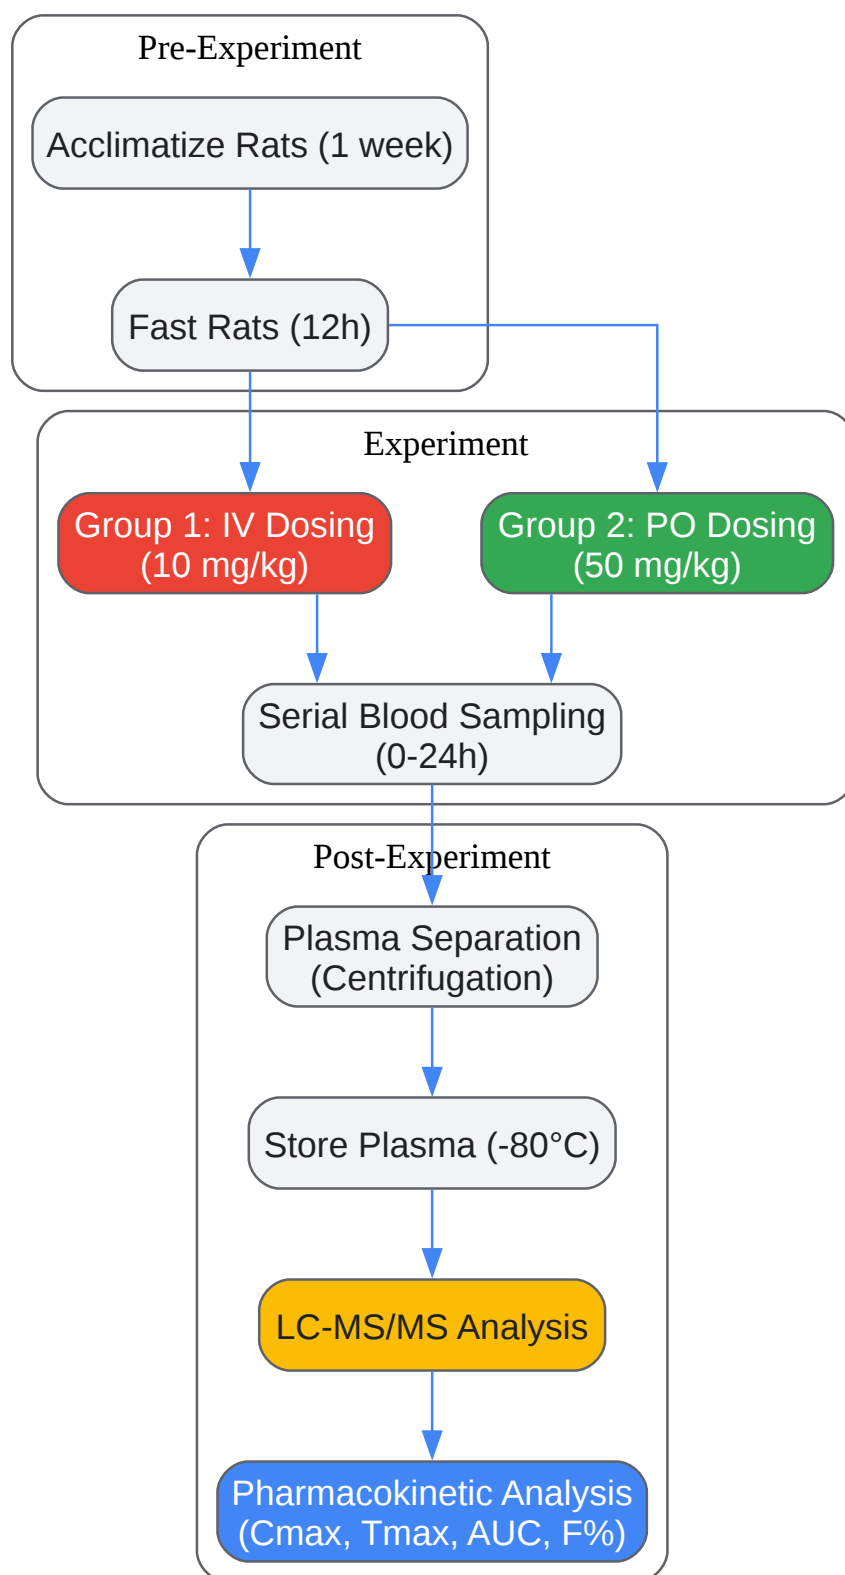 Pre-Experiment
Acclimatize Rats (1 week)
Fast Rats (12h)
Experiment
Group 1: IV Dosing
(10 mg/kg)
Group 2: PO Dosing
(50 mg/kg)
Serial Blood Sampling
(0-24h)
Post-Experiment
Plasma Separation
(Centrifugation)
Store Plasma (-80°C)
LC-MS/MS Analysis
Pharmacokinetic Analysis
(Cmax, Tmax, AUC, F%)